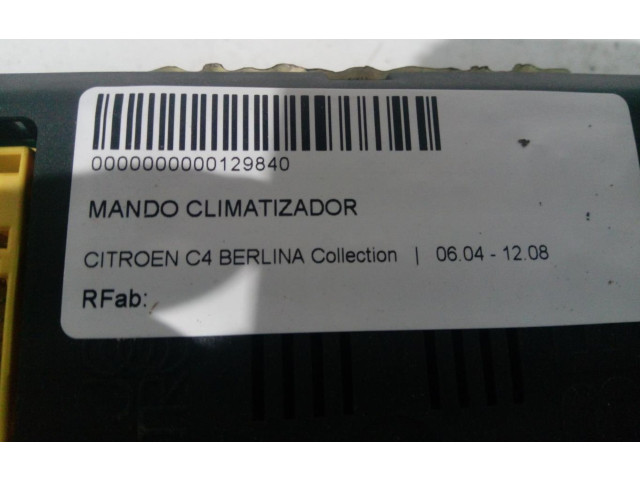 0000000000129840
MANDO CLIMATIZADOR
CITROEN C4 BERLINA Collection | 06.04 - 12.08
RFab: